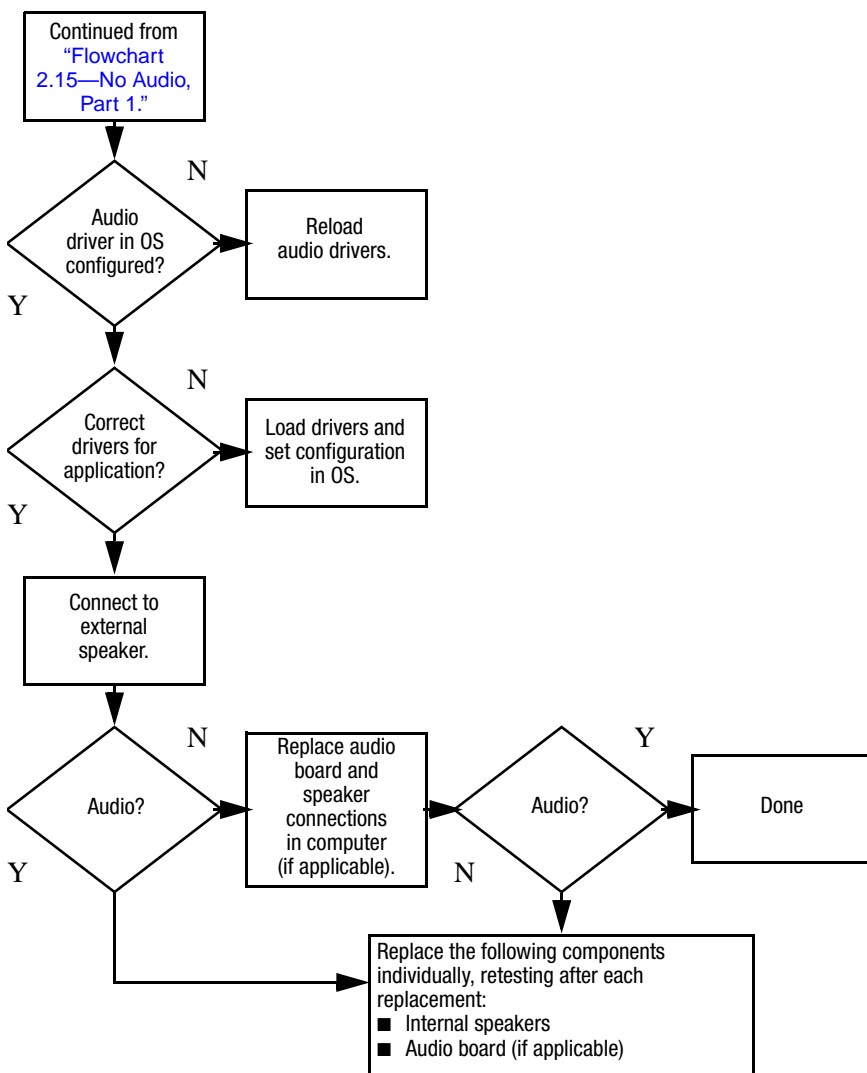 Continued from
“Flowchart
2.15—No Audio,
Part 1.”
N
Audio
driver in OS
configured?
Reload
audio drivers.
Y
N
Correct
drivers for
application?
Load drivers and
set configuration
in OS.
Y
Connect to
external
speaker.
N
Audio?
Y
Replace audio
board and
speaker
connections
in computer
(if applicable).
Y
Audio?
N
Done
Replace the following components
individually, retesting after each
replacement:
■ Internal speakers
■ Audio board (if applicable)